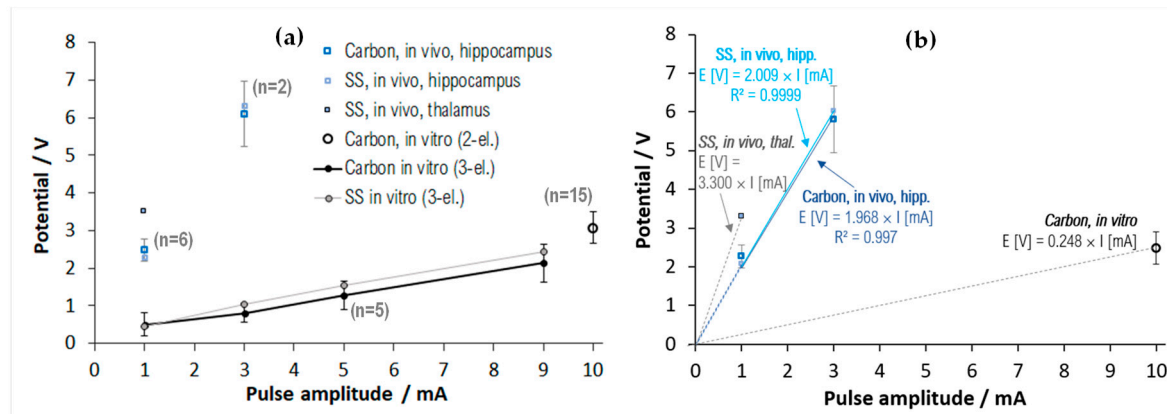 (a)
Carbon, in vivo, hippocampus
SS, in vivo, hippocampus
SS, in vivo, thalamus
Carbon, in vitro (2-el.)
Carbon in vitro (3-el.)
SS in vitro (3-el.)
(n=2)
(n=6)
(n=15)
(n=5)
Potential / V
8
7
6
5
4
3
2
1
0
0 1 2 3 4 5 6 7 8 9 10
Pulse amplitude / mA
(b)
SS, in vivo, hipp.
E [V] = 2.009 × I [mA]
R² = 0.9999
SS, in vivo, thal.
E [V] =
3.300 × I [mA]
Carbon, in vivo, hipp.
E [V] = 1.968 × I [mA]
R² = 0.997
Carbon, in vitro
E [V] = 0.248 × I [mA]
Potential / V
8
7
6
5
4
3
2
1
0
0 1 2 3 4 5 6 7 8 9 10
Pulse amplitude / mA